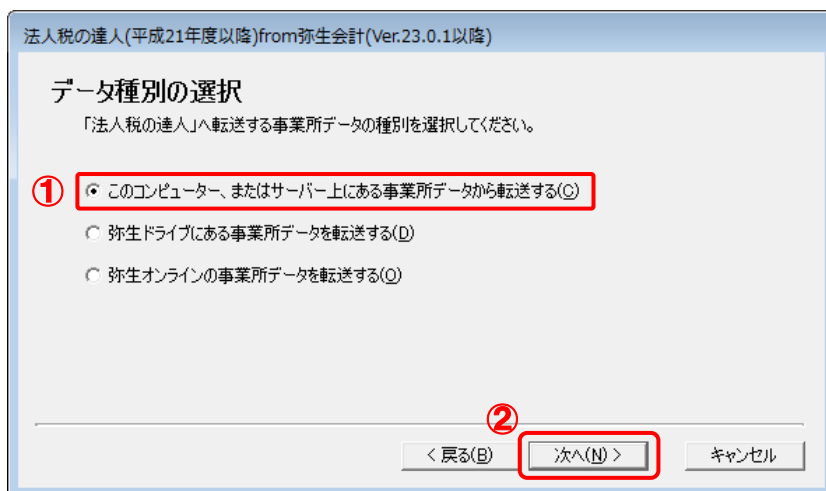 法人税の達人(平成21年度以降)from弥生会計(Ver.23.0.1以降)
データ種別の選択
「法人税の達人」へ転送する事業所データの種別を選択してください。
① このコンピューター、またはサーバー上にある事業所データから転送する(C)
弥生ドライブにある事業所データを転送する(D)
弥生オンラインの事業所データを転送する(O)
②
< 戻る(B) 次へ(N) > キャンセル